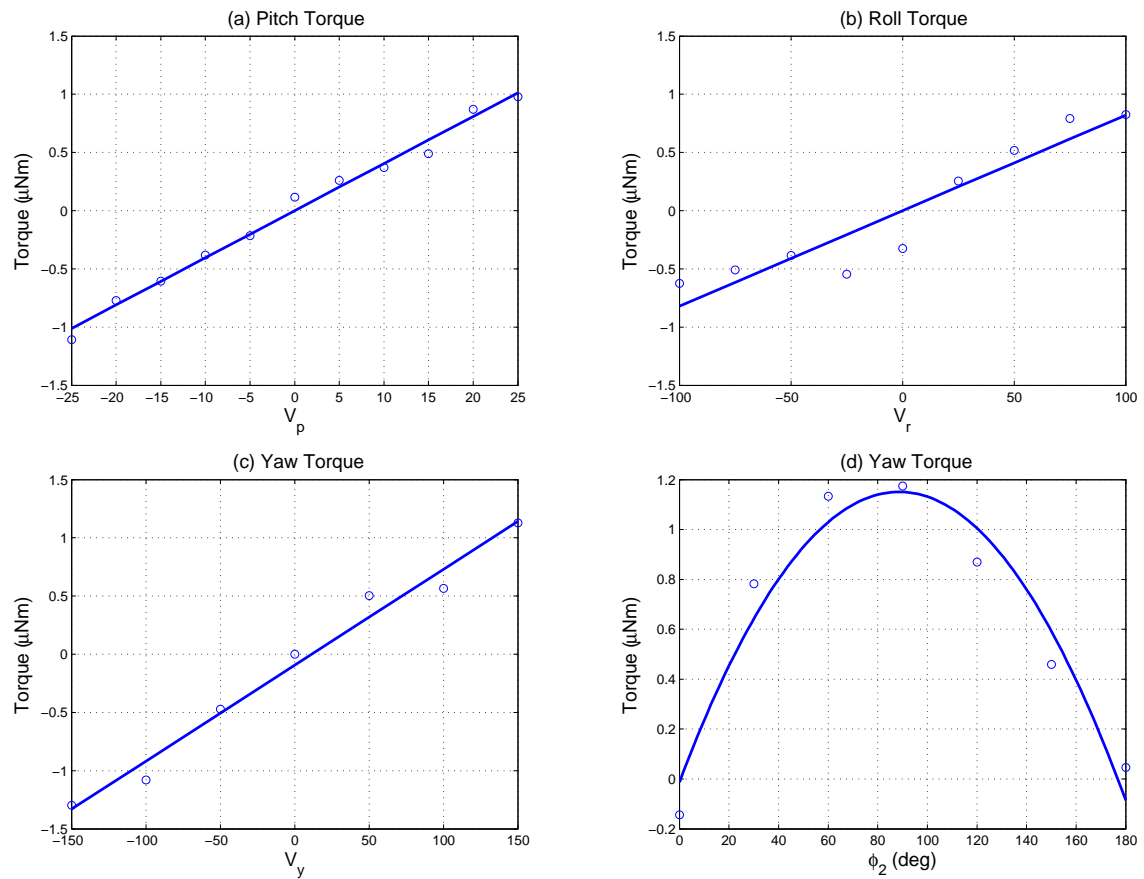 (a) Pitch Torque
1.5
1
0.5
0
−0.5
−1
−1.5
Torque (μNm)
−25 −20 −15 −10 −5 0 5 10 15 20 25
V_p
(b) Roll Torque
1.5
1
0.5
0
−0.5
−1
−1.5
Torque (μNm)
−100 −50 0 50 100
V_r
(c) Yaw Torque
1.5
1
0.5
0
−0.5
−1
−1.5
Torque (μNm)
−150 −100 −50 0 50 100 150
V_y
(d) Yaw Torque
1.2
1
0.8
0.6
0.4
0.2
0
−0.2
Torque (μNm)
0 20 40 60 80 100 120 140 160 180
ϕ_2 (deg)